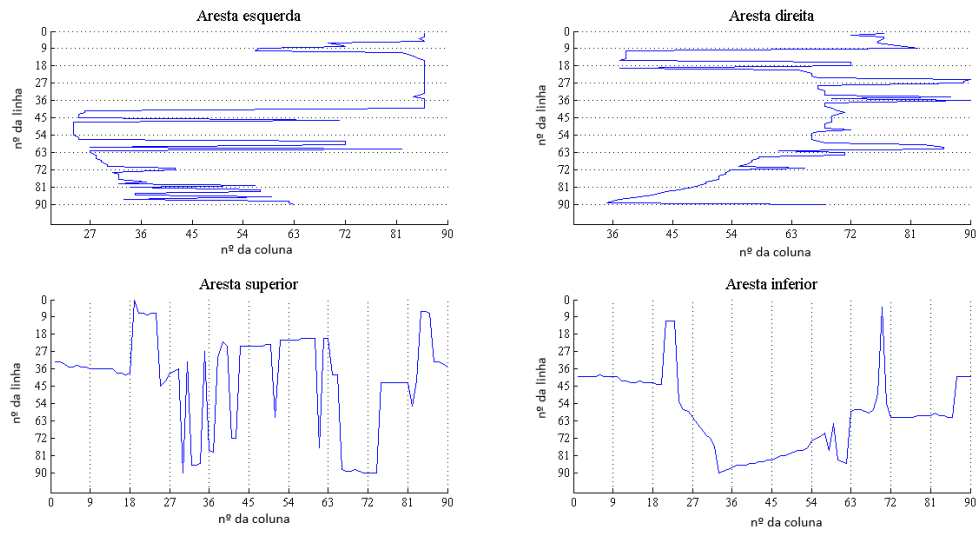 Aresta esquerda
0
9
18
27
36
45
54
63
72
81
90
nº da linha
27 36 45 54 63 72 81 90
nº da coluna
Aresta direita
0
9
18
27
36
45
54
63
72
81
90
nº da linha
36 45 54 63 72 81 90
nº da coluna
Aresta superior
0
9
18
27
36
45
54
63
72
81
90
nº da linha
0 9 18 27 36 45 54 63 72 81 90
nº da coluna
Aresta inferior
0
9
18
27
36
45
54
63
72
81
90
nº da linha
0 9 18 27 36 45 54 63 72 81 90
nº da coluna